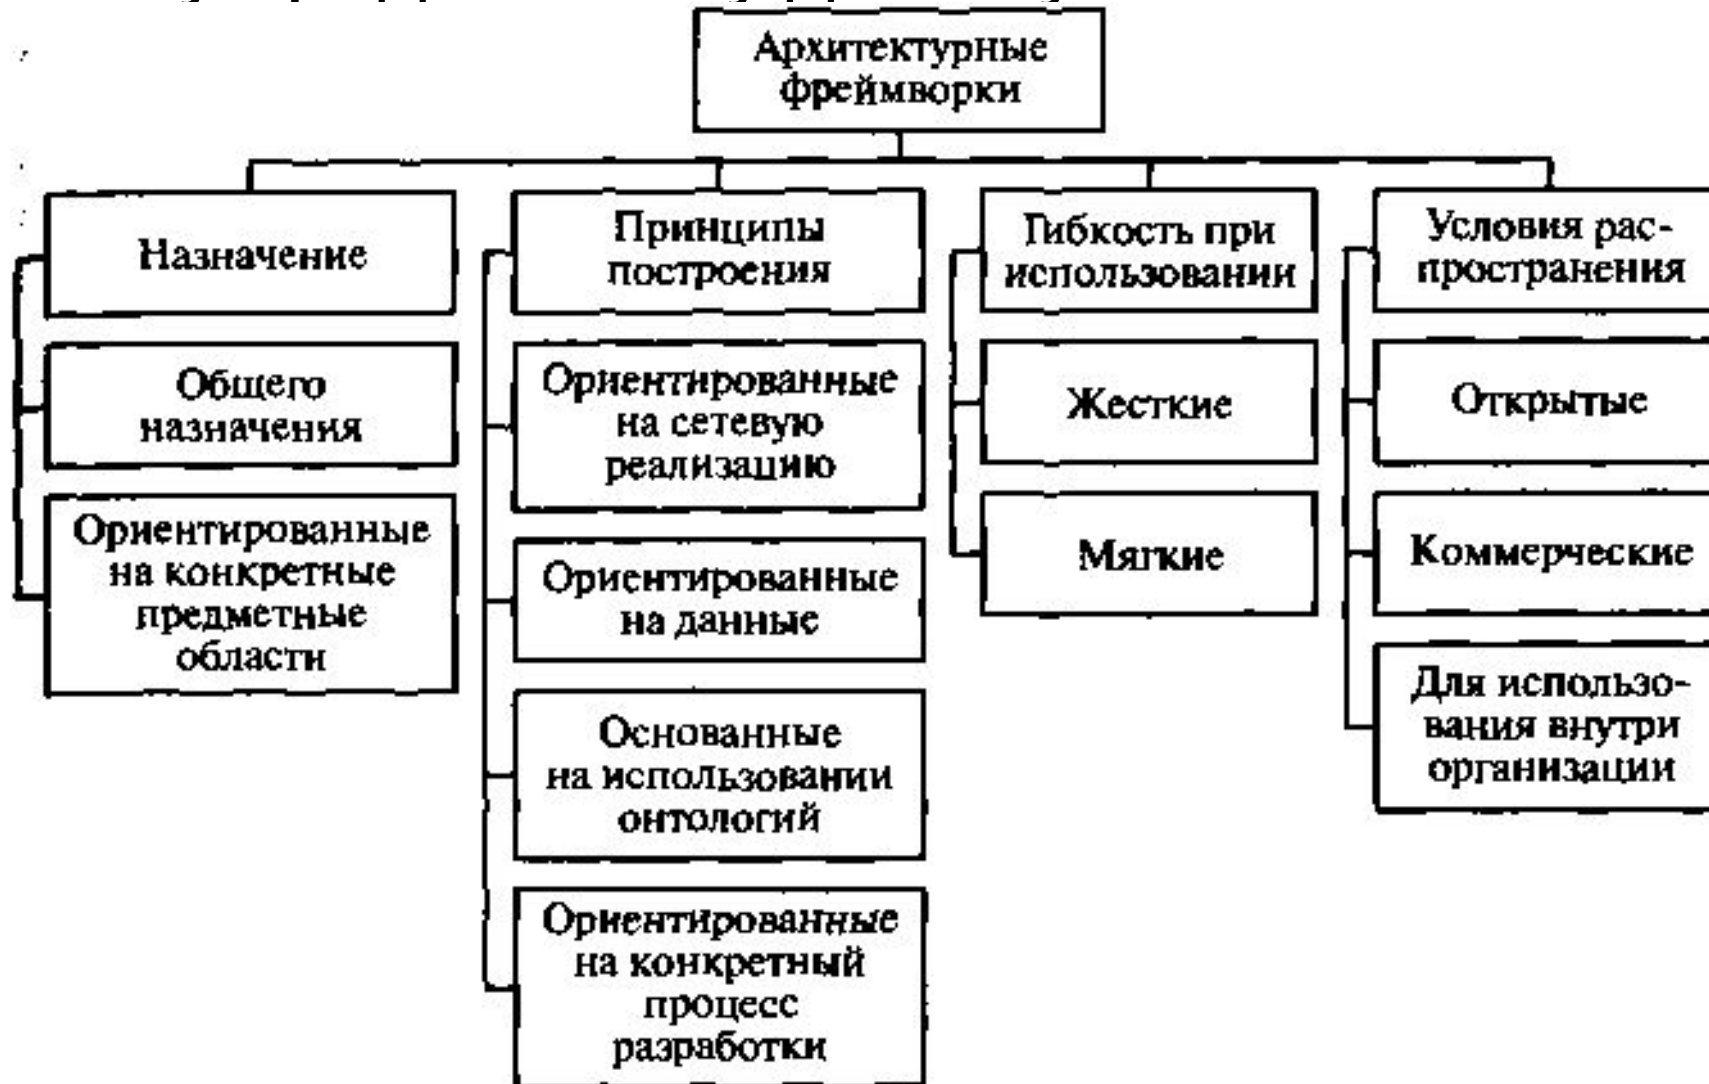 Архитектурные
фреймворки
Назначение
Общего
назначения
Ориентированные
на конкретные
предметные
области
Принципы
построения
Ориентированные
на сетевую
реализацию
Ориентированные
на данные
Основанные
на использовании
онтологий
Ориентированные
на конкретный
процесс
разработки
Гибкость при
использовании
Жесткие
Мягкие
Условия рас-
пространения
Открытые
Коммерческие
Для использо-
вания внутри
организации